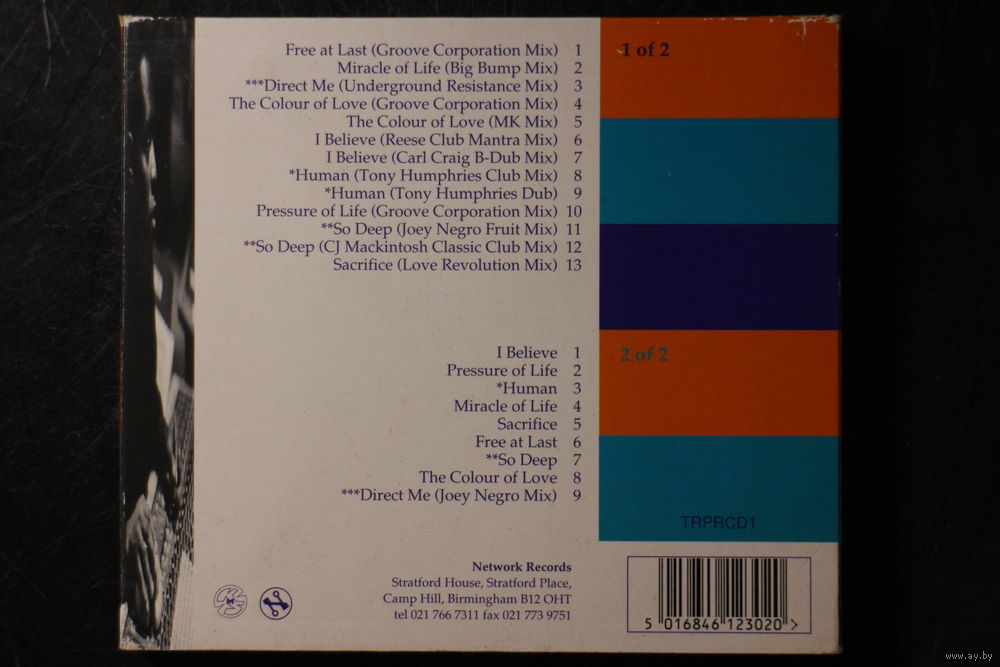 Free at Last (Groove Corporation Mix) 1
Miracle of Life (Big Bump Mix) 2
***Direct Me (Underground Resistance Mix) 3
The Colour of Love (Groove Corporation Mix) 4
The Colour of Love (MK Mix) 5
I Believe (Reese Club Mantra Mix) 6
I Believe (Carl Craig B-Dub Mix) 7
*Human (Tony Humphries Club Mix) 8
*Human (Tony Humphries Dub) 9
Pressure of Life (Groove Corporation Mix) 10
**So Deep (Joey Negro Fruit Mix) 11
**So Deep (CJ Mackintosh Classic Club Mix) 12
Sacrifice (Love Revolution Mix) 13
1 of 2
I Believe 1
Pressure of Life 2
*Human 3
Miracle of Life 4
Sacrifice 5
Free at Last 6
**So Deep 7
The Colour of Love 8
***Direct Me (Joey Negro Mix) 9
2 of 2
TRPRCD1
Network Records
Stratford House, Stratford Place,
Camp Hill, Birmingham B12 OHT
tel 021 766 7311 fax 021 773 9751
5 016846 123020 >
www.ay.by